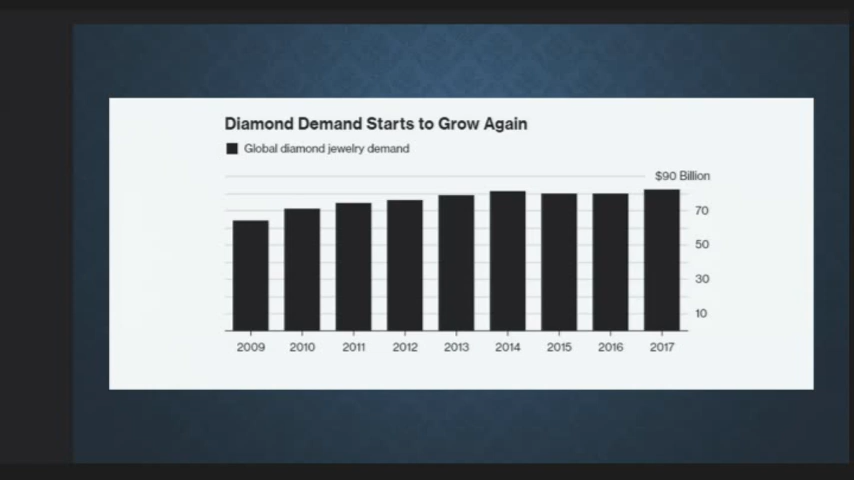 Diamond Demand Starts to Grow Again
Global diamond jewelry demand
$90 Billion
70
50
30
10
2009 2010 2011 2012 2013 2014 2015 2016 2017